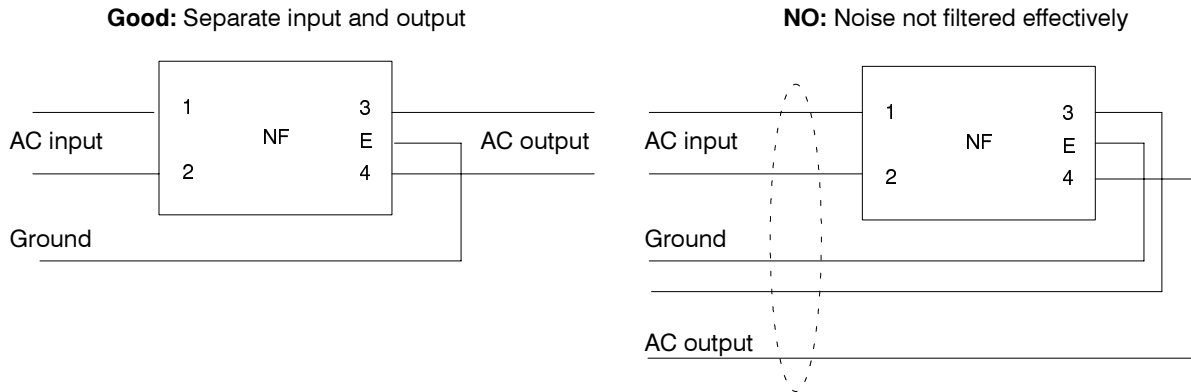 Good: Separate input and output
1
3
AC input
NF
E
AC output
2
4
Ground
NO: Noise not filtered effectively
1
3
AC input
NF
E
2
4
Ground
AC output